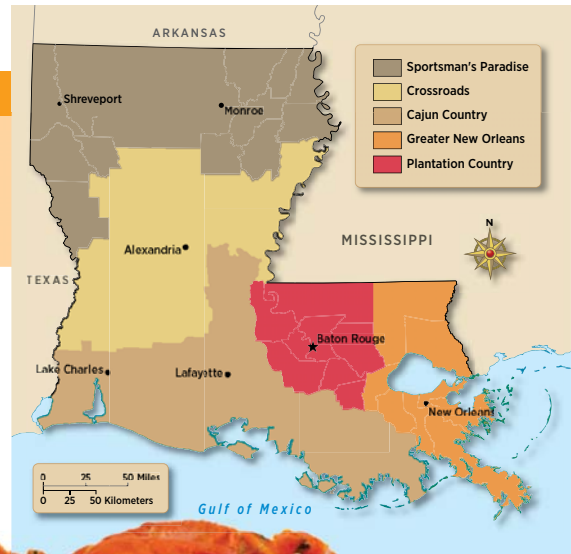 ARKANSAS
Shreveport
Monroe
Sportsman's Paradise
Crossroads
Cajun Country
Greater New Orleans
Plantation Country
N
MISSISSIPPI
Alexandria
TEXAS
Baton Rouge
Lake Charles
Lafayette
New Orleans
0 25 50 Miles
0 25 50 Kilometers
Gulf of Mexico